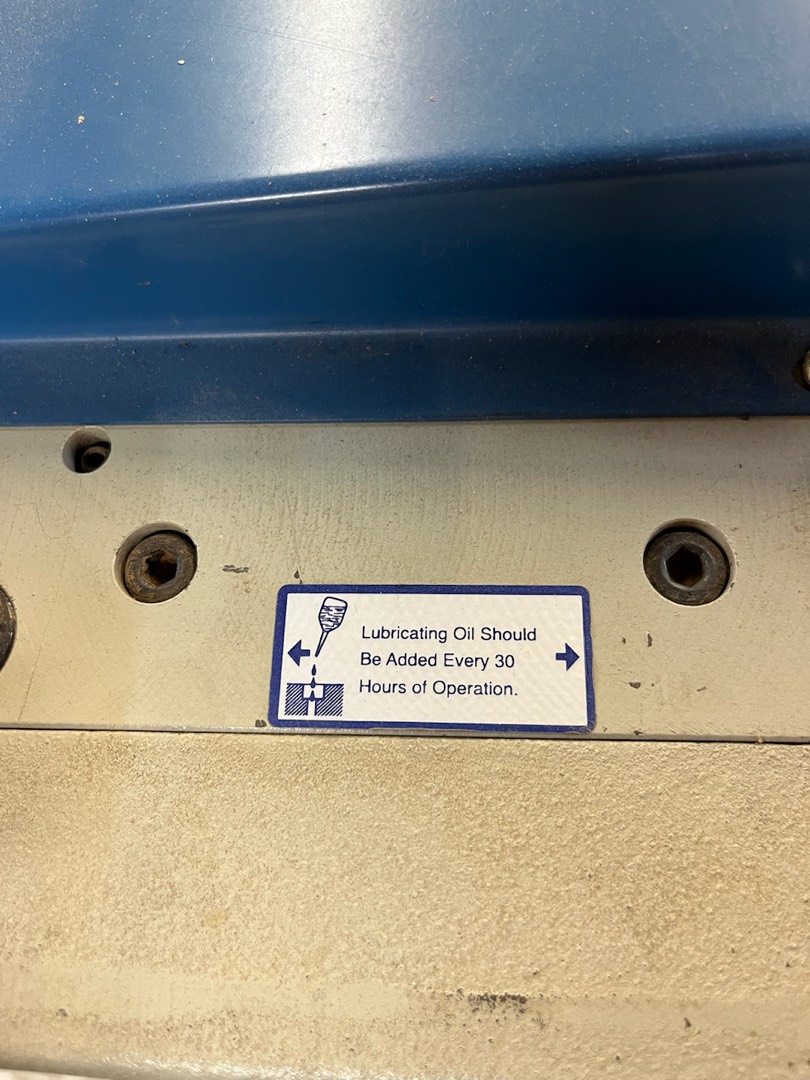 Lubricating Oil Should
Be Added Every 30
Hours of Operation.